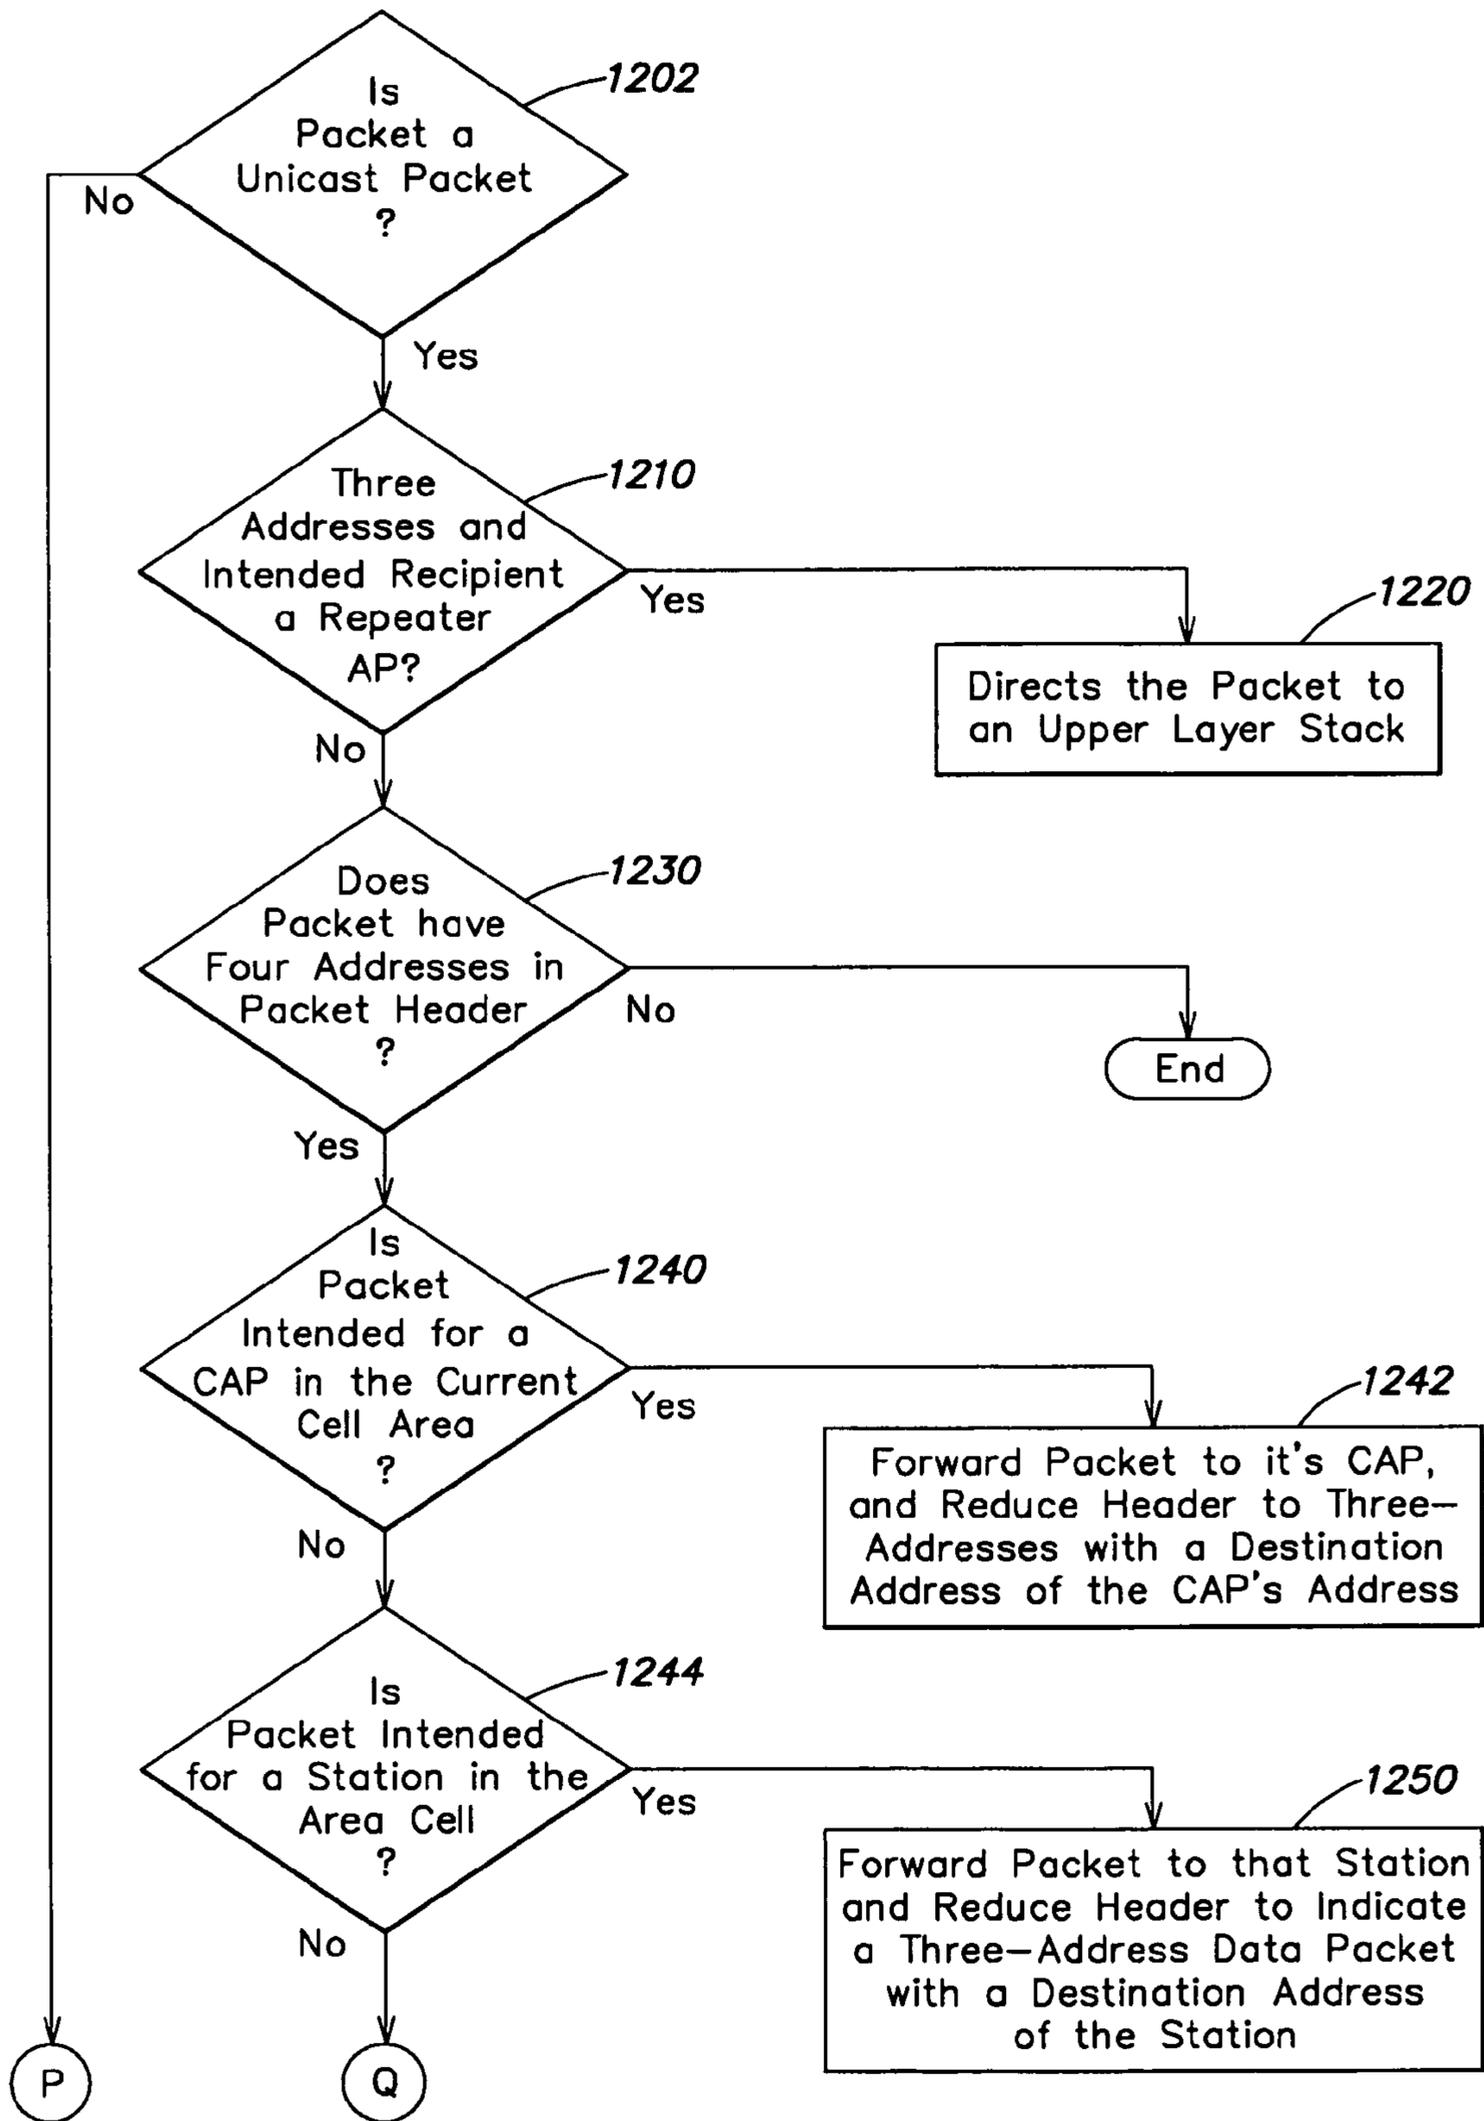 Is
Packet a
Unicast Packet
?
1202
No
Yes
Three
Addresses and
Intended Recipient
a Repeater
AP?
1210
Yes
1220
Directs the Packet to
an Upper Layer Stack
No
Does
Packet have
Four Addresses in
Packet Header
?
1230
No
End
Yes
Is
Packet
Intended for a
CAP in the Current
Cell Area
?
1240
Yes
1242
Forward Packet to it's CAP,
and Reduce Header to Three-
Addresses with a Destination
Address of the CAP's Address
No
Is
Packet Intended
for a Station in the
Area Cell
?
1244
Yes
1250
Forward Packet to that Station
and Reduce Header to Indicate
a Three-Address Data Packet
with a Destination Address
of the Station
No
P
Q